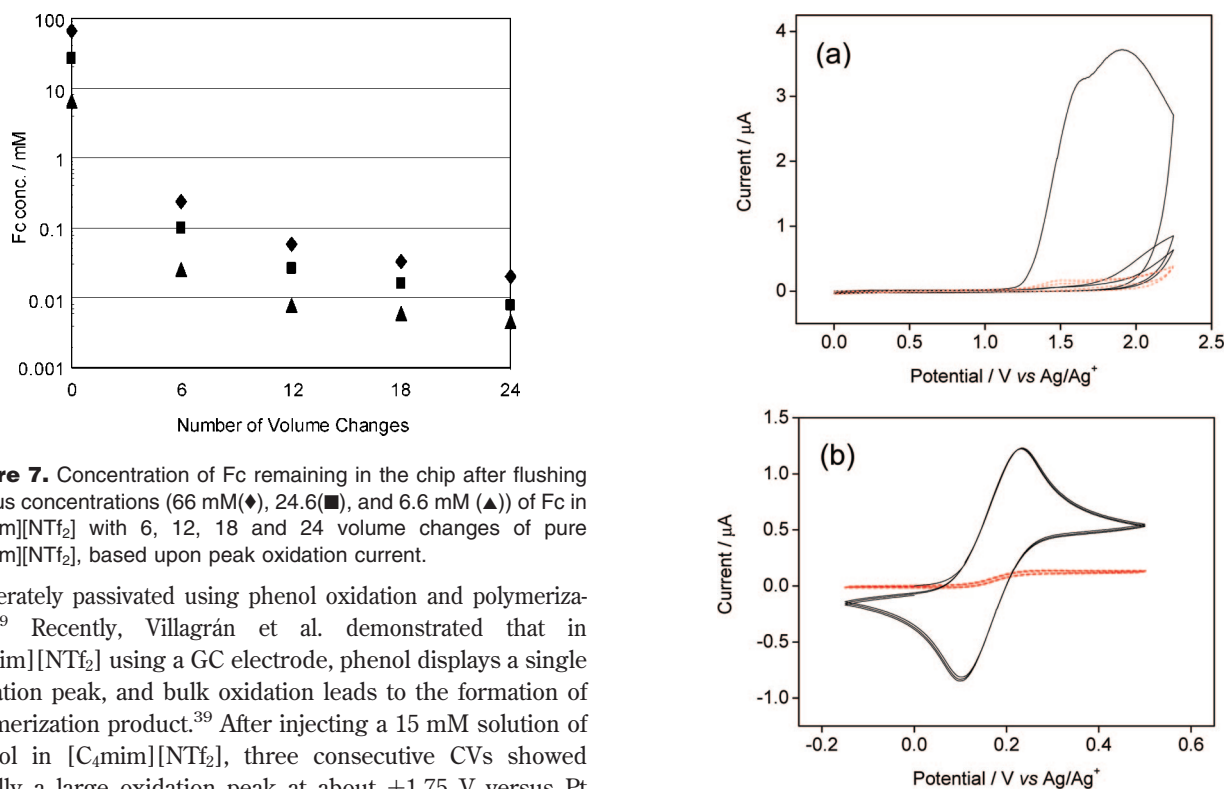 100
10
1
0.1
0.01
0.001
Fc conc. / mM
0 6 12 18 24
Number of Volume Changes
re 7. Concentration of Fc remaining in the chip after flushing
us concentrations (66 mM(♦), 24.6(■), and 6.6 mM (▲)) of Fc in
m][NTf₂] with 6, 12, 18 and 24 volume changes of pure
m][NTf₂], based upon peak oxidation current.
erately passivated using phenol oxidation and polymeriza-
⁹ Recently, Villagrán et al. demonstrated that in
im][NTf₂] using a GC electrode, phenol displays a single
ation peak, and bulk oxidation leads to the formation of
merization product.³⁹ After injecting a 15 mM solution of
ol in [C₄mim][NTf₂], three consecutive CVs showed
lly a large oxidation peak at about +1.75 V versus Pt
(a)
4
3
2
1
0
Current / μA
0.0 0.5 1.0 1.5 2.0 2.5
Potential / V vs Ag/Ag⁺
(b)
1.5
1.0
0.5
0.0
-0.5
-1.0
Current / μA
-0.2 0.0 0.2 0.4 0.6
Potential / V vs Ag/Ag⁺